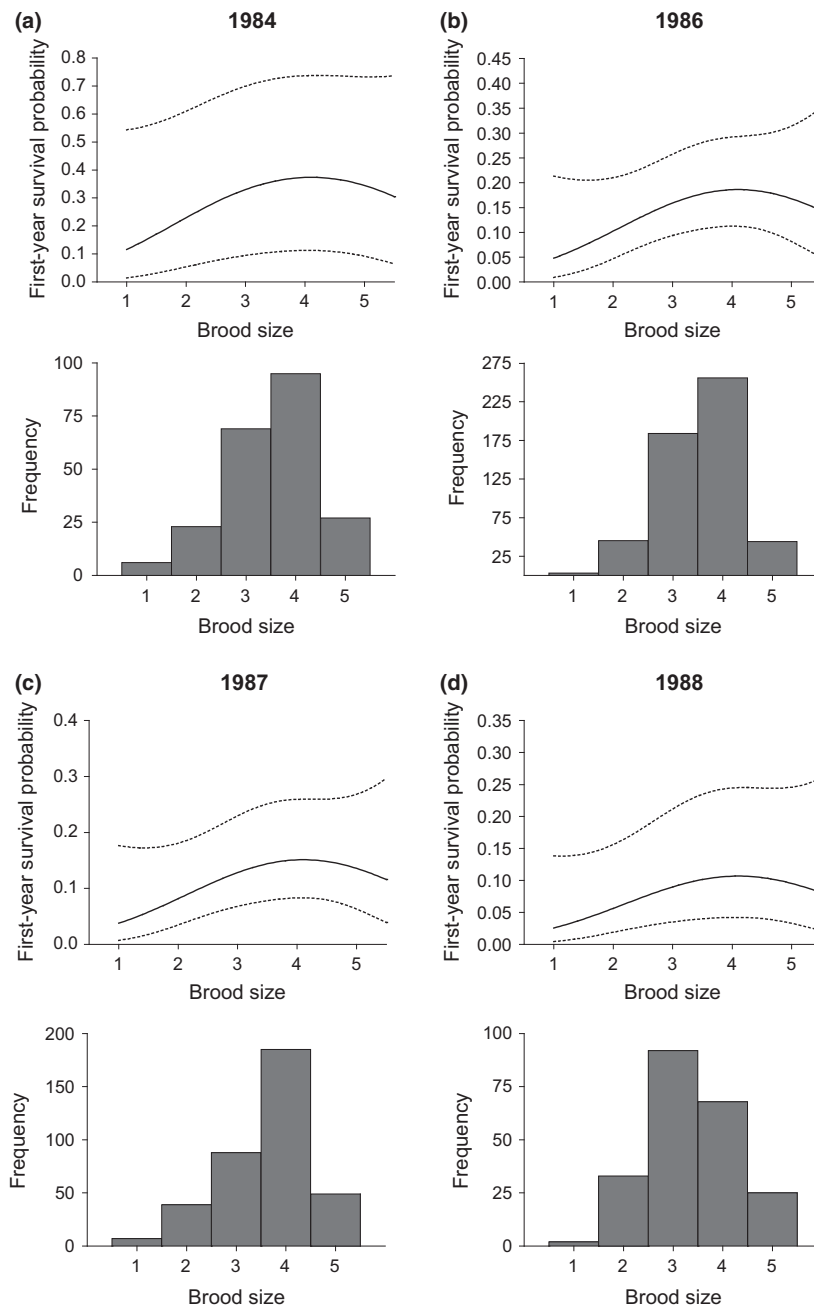 (a)
1984
First-year survival probability
0.8
0.7
0.6
0.5
0.4
0.3
0.2
0.1
0.0
1 2 3 4 5
Brood size
Frequency
100
75
50
25
0
1 2 3 4 5
Brood size
(b)
1986
First-year survival probability
0.45
0.40
0.35
0.30
0.25
0.20
0.15
0.10
0.05
0.00
1 2 3 4 5
Brood size
Frequency
275
225
175
125
75
25
1 2 3 4 5
Brood size
(c)
1987
First-year survival probability
0.4
0.3
0.2
0.1
0.0
1 2 3 4 5
Brood size
Frequency
200
150
100
50
0
1 2 3 4 5
Brood size
(d)
1988
First-year survival probability
0.35
0.30
0.25
0.20
0.15
0.10
0.05
0.00
1 2 3 4 5
Brood size
Frequency
100
75
50
25
0
1 2 3 4 5
Brood size